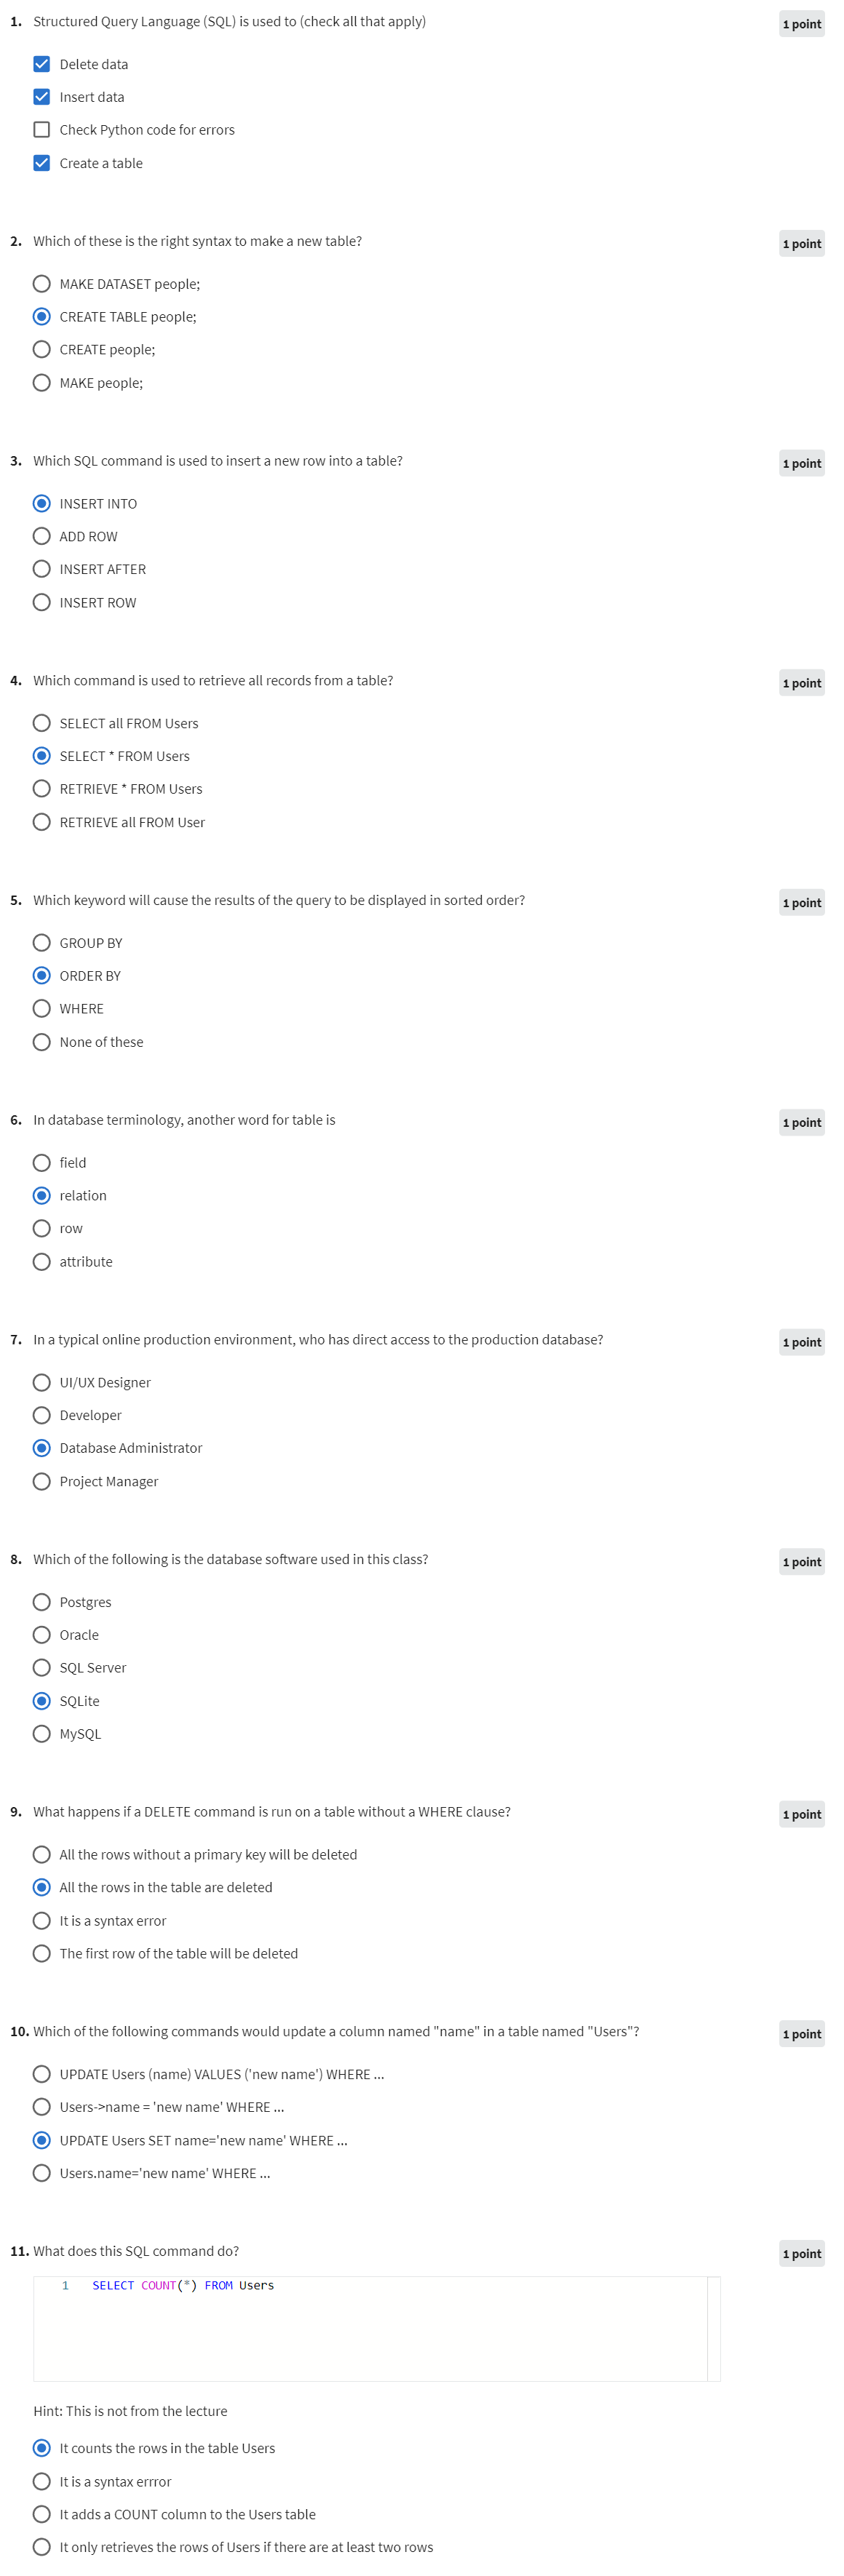 1. Structured Query Language (SQL) is used to (check all that apply) 1 point
Delete data
Insert data
Check Python code for errors
Create a table
2. Which of these is the right syntax to make a new table? 1 point
MAKE DATASET people;
CREATE TABLE people;
CREATE people;
MAKE people;
3. Which SQL command is used to insert a new row into a table? 1 point
INSERT INTO
ADD ROW
INSERT AFTER
INSERT ROW
4. Which command is used to retrieve all records from a table? 1 point
SELECT all FROM Users
SELECT * FROM Users
RETRIEVE * FROM Users
RETRIEVE all FROM User
5. Which keyword will cause the results of the query to be displayed in sorted order? 1 point
GROUP BY
ORDER BY
WHERE
None of these
6. In database terminology, another word for table is 1 point
field
relation
row
attribute
7. In a typical online production environment, who has direct access to the production database? 1 point
UI/UX Designer
Developer
Database Administrator
Project Manager
8. Which of the following is the database software used in this class? 1 point
Postgres
Oracle
SQL Server
SQLite
MySQL
9. What happens if a DELETE command is run on a table without a WHERE clause? 1 point
All the rows without a primary key will be deleted
All the rows in the table are deleted
It is a syntax error
The first row of the table will be deleted
10. Which of the following commands would update a column named "name" in a table named "Users"? 1 point
UPDATE Users (name) VALUES ('new name') WHERE ...
Users->name = 'new name' WHERE ...
UPDATE Users SET name='new name' WHERE ...
Users.name='new name' WHERE ...
11. What does this SQL command do? 1 point
1 SELECT COUNT(*) FROM Users
Hint: This is not from the lecture
It counts the rows in the table Users
It is a syntax errror
It adds a COUNT column to the Users table
It only retrieves the rows of Users if there are at least two rows